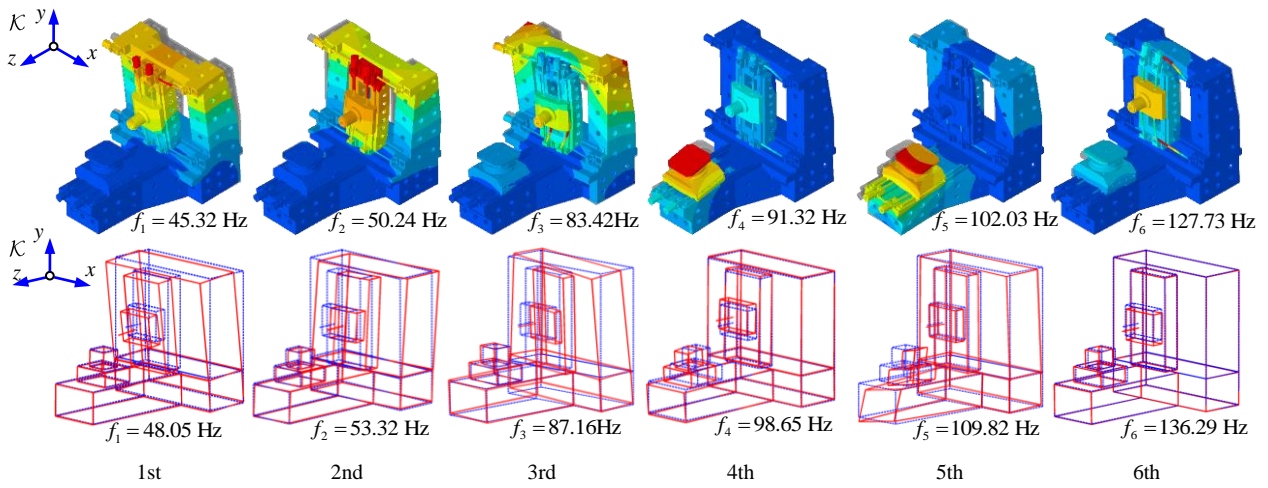 𝒦 y
z x
f₁ = 45.32 Hz f₂ = 50.24 Hz f₃ = 83.42Hz f₄ = 91.32 Hz f₅ = 102.03 Hz f₆ = 127.73 Hz
𝒦 y
z x
f₁ = 48.05 Hz f₂ = 53.32 Hz f₃ = 87.16Hz f₄ = 98.65 Hz f₅ = 109.82 Hz f₆ = 136.29 Hz
1st 2nd 3rd 4th 5th 6th